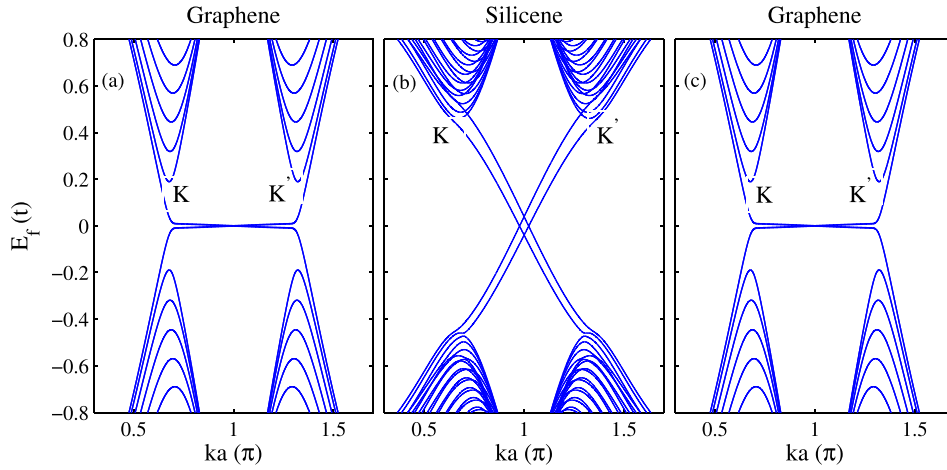 Graphene Silicene Graphene
0.8
(a) (b) (c)
0.6
0.4
K K'
0.2
K K' K K'
E_f(t)
0
−0.2
−0.4
−0.6
−0.8
0.5 1 1.5 0.5 1 1.5 0.5 1 1.5
ka (π) ka (π) ka (π)